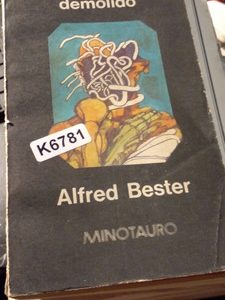 demolido
K6781
Alfred Bester
MINOTAURO